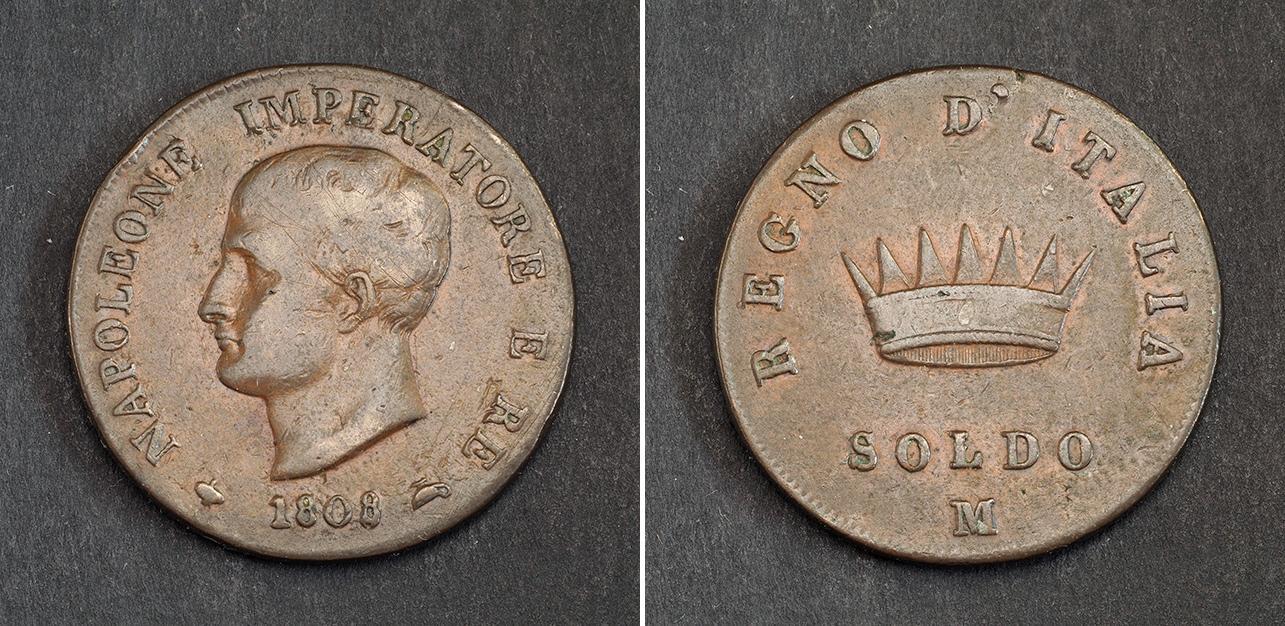 NAPOLEONE IMPERATORE E RE
1808
REGNO D'ITALIA
SOLDO
M